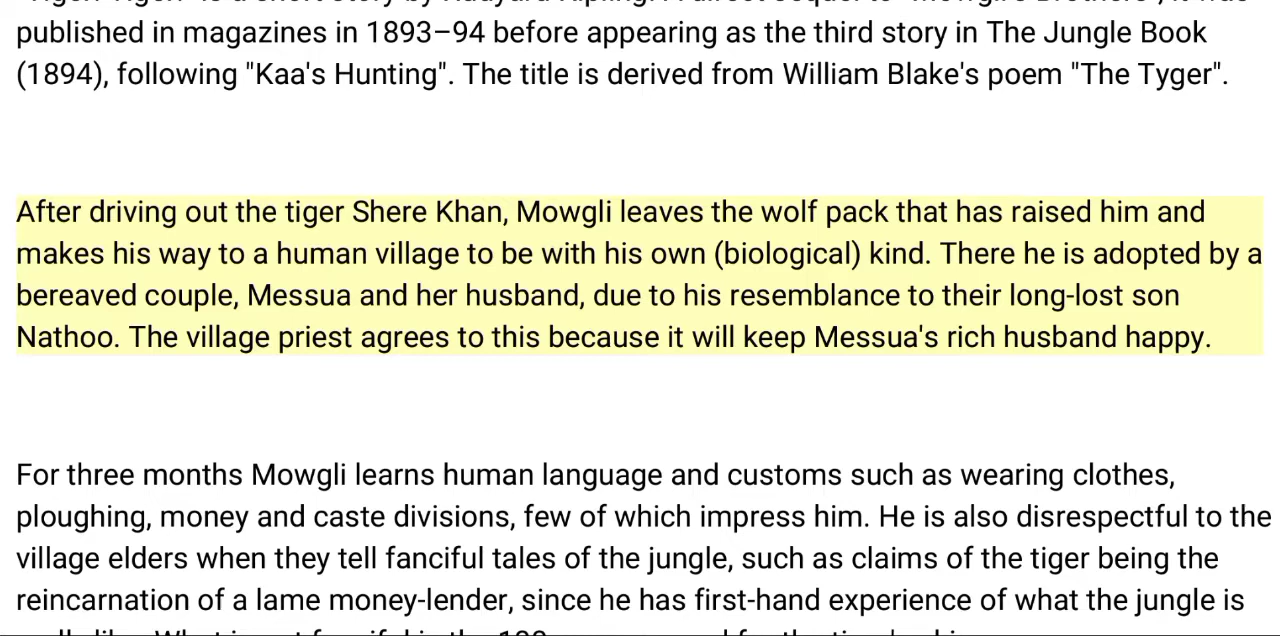 published in magazines in 1893–94 before appearing as the third story in The Jungle Book
(1894), following "Kaa's Hunting". The title is derived from William Blake's poem "The Tyger".
After driving out the tiger Shere Khan, Mowgli leaves the wolf pack that has raised him and
makes his way to a human village to be with his own (biological) kind. There he is adopted by a
bereaved couple, Messua and her husband, due to his resemblance to their long-lost son
Nathoo. The village priest agrees to this because it will keep Messua's rich husband happy.
For three months Mowgli learns human language and customs such as wearing clothes,
ploughing, money and caste divisions, few of which impress him. He is also disrespectful to the
village elders when they tell fanciful tales of the jungle, such as claims of the tiger being the
reincarnation of a lame money-lender, since he has first-hand experience of what the jungle is